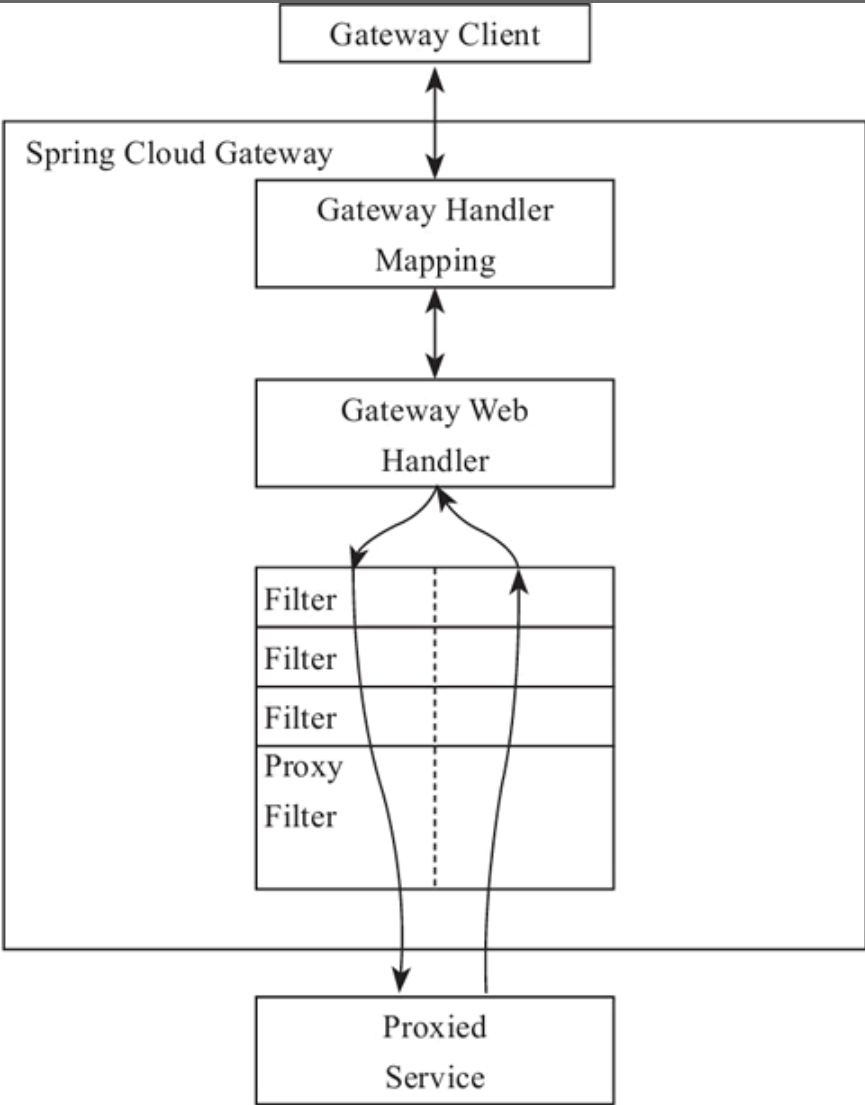 Gateway Client
Spring Cloud Gateway
Gateway Handler
Mapping
Gateway Web
Handler
Filter
Filter
Filter
Proxy
Filter
Proxied
Service